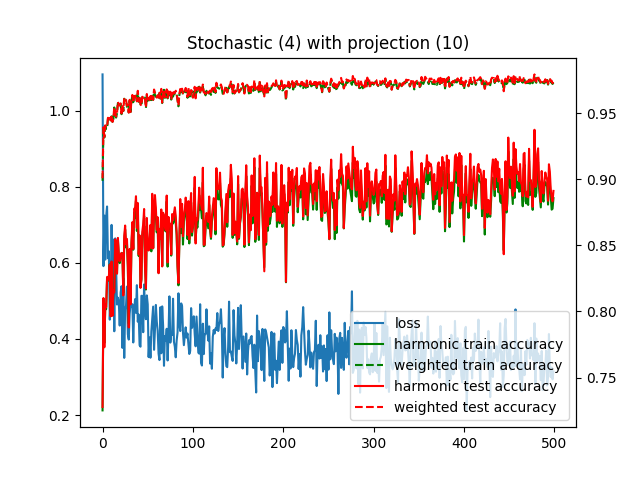 Stochastic (4) with projection (10)
1.0
0.8
0.6
0.4
0.2
0.95
0.90
0.85
0.80
0.75
0
100
200
300
400
500
loss
harmonic train accuracy
weighted train accuracy
harmonic test accuracy
weighted test accuracy